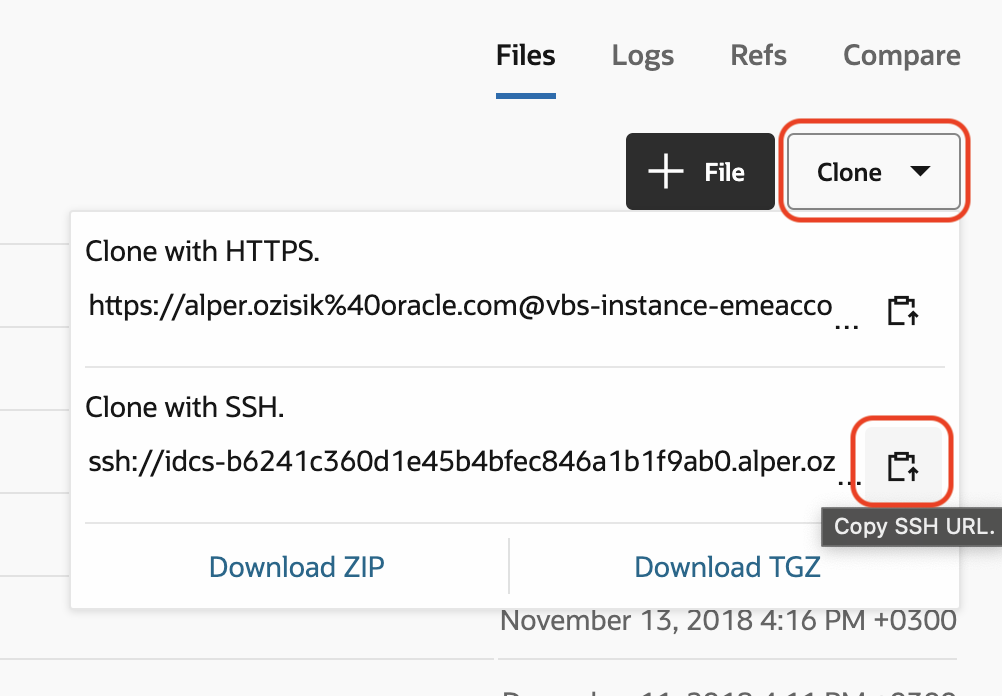 Files Logs Refs Compare
File Clone
Clone with HTTPS.
https://alper.ozisik%40oracle.com@vbs-instance-emeacco...
Clone with SSH.
ssh://idcs-b6241c360d1e45b4bfec846a1b1f9ab0.alper.oz...
Copy SSH URL.
Download ZIP Download TGZ
November 13, 2018 4:16 PM +0300